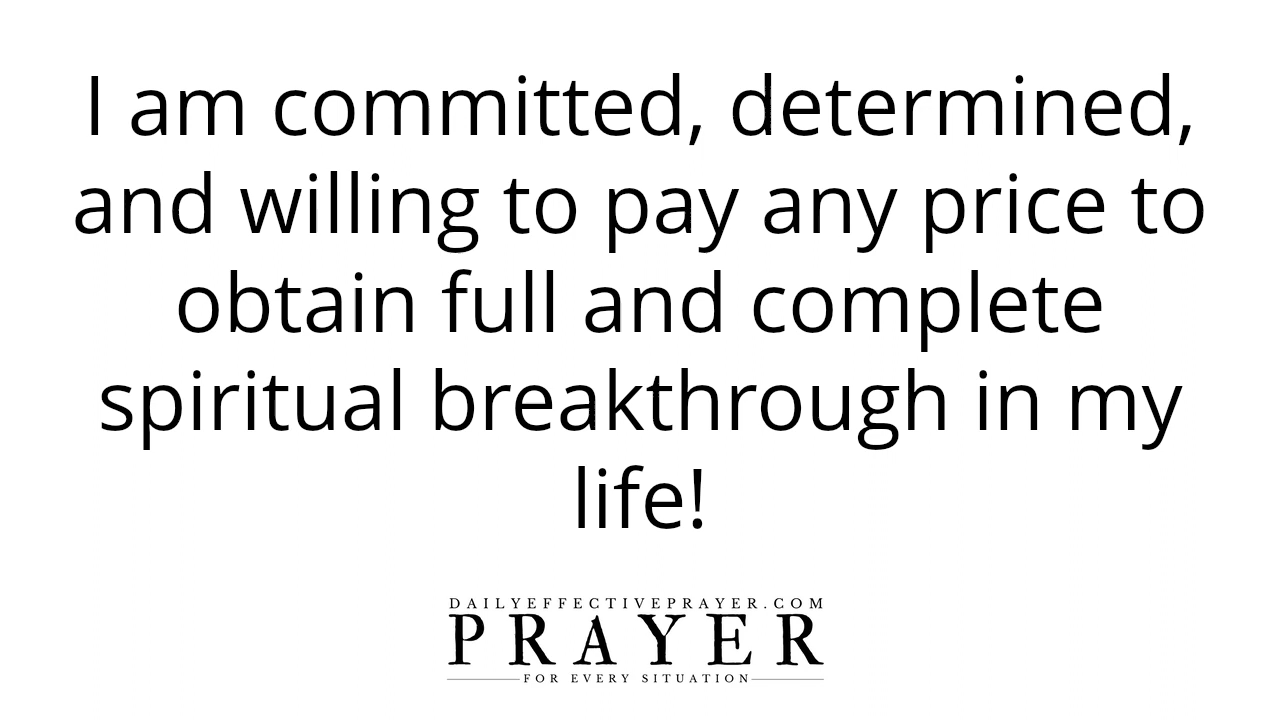 I am committed, determined,
and willing to pay any price to
obtain full and complete
spiritual breakthrough in my
life!
DAILYEFFECTIVEPRAYER.COM
PRAYER
FOR EVERY SITUATION